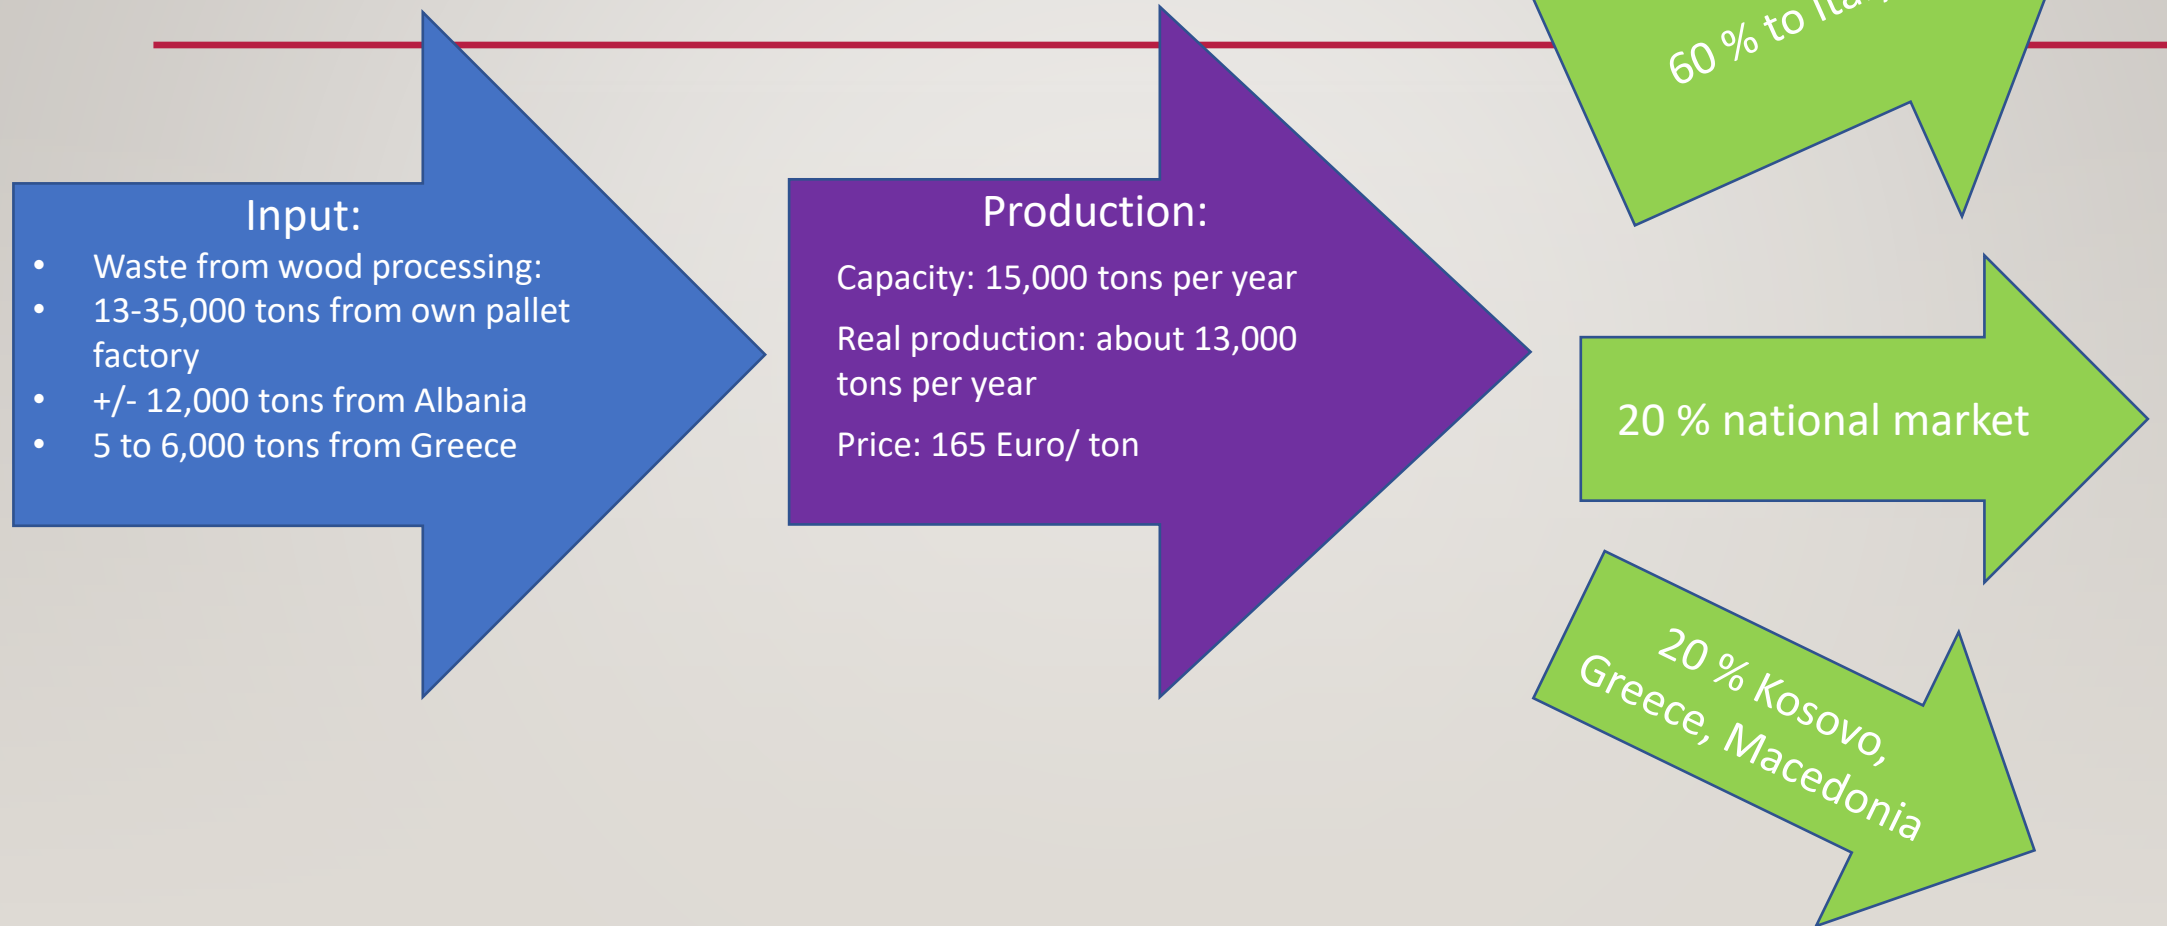 Input:
• Waste from wood processing:
• 13-35,000 tons from own pallet
factory
• +/- 12,000 tons from Albania
• 5 to 6,000 tons from Greece
Production:
Capacity: 15,000 tons per year
Real production: about 13,000
tons per year
Price: 165 Euro/ ton
60 % to
20 % national market
20 % Kosovo,
Greece, Macedonia